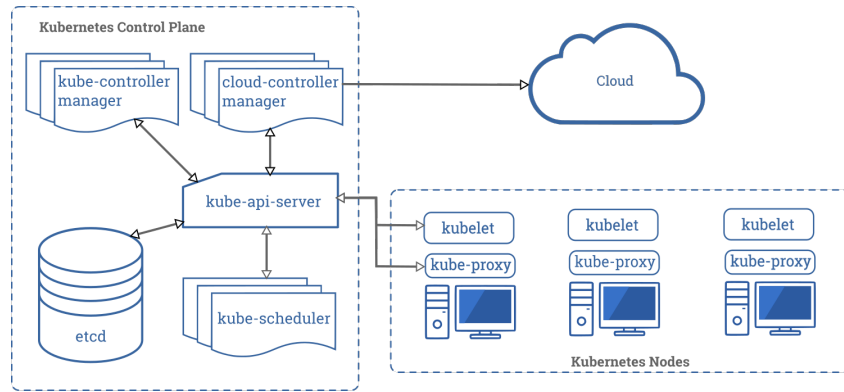 Kubernetes Control Plane
kube-controller
manager
cloud-controller
manager
Cloud
kube-api-server
kubelet
kubelet
kubelet
kube-proxy
kube-proxy
kube-proxy
etcd
kube-scheduler
Kubernetes Nodes